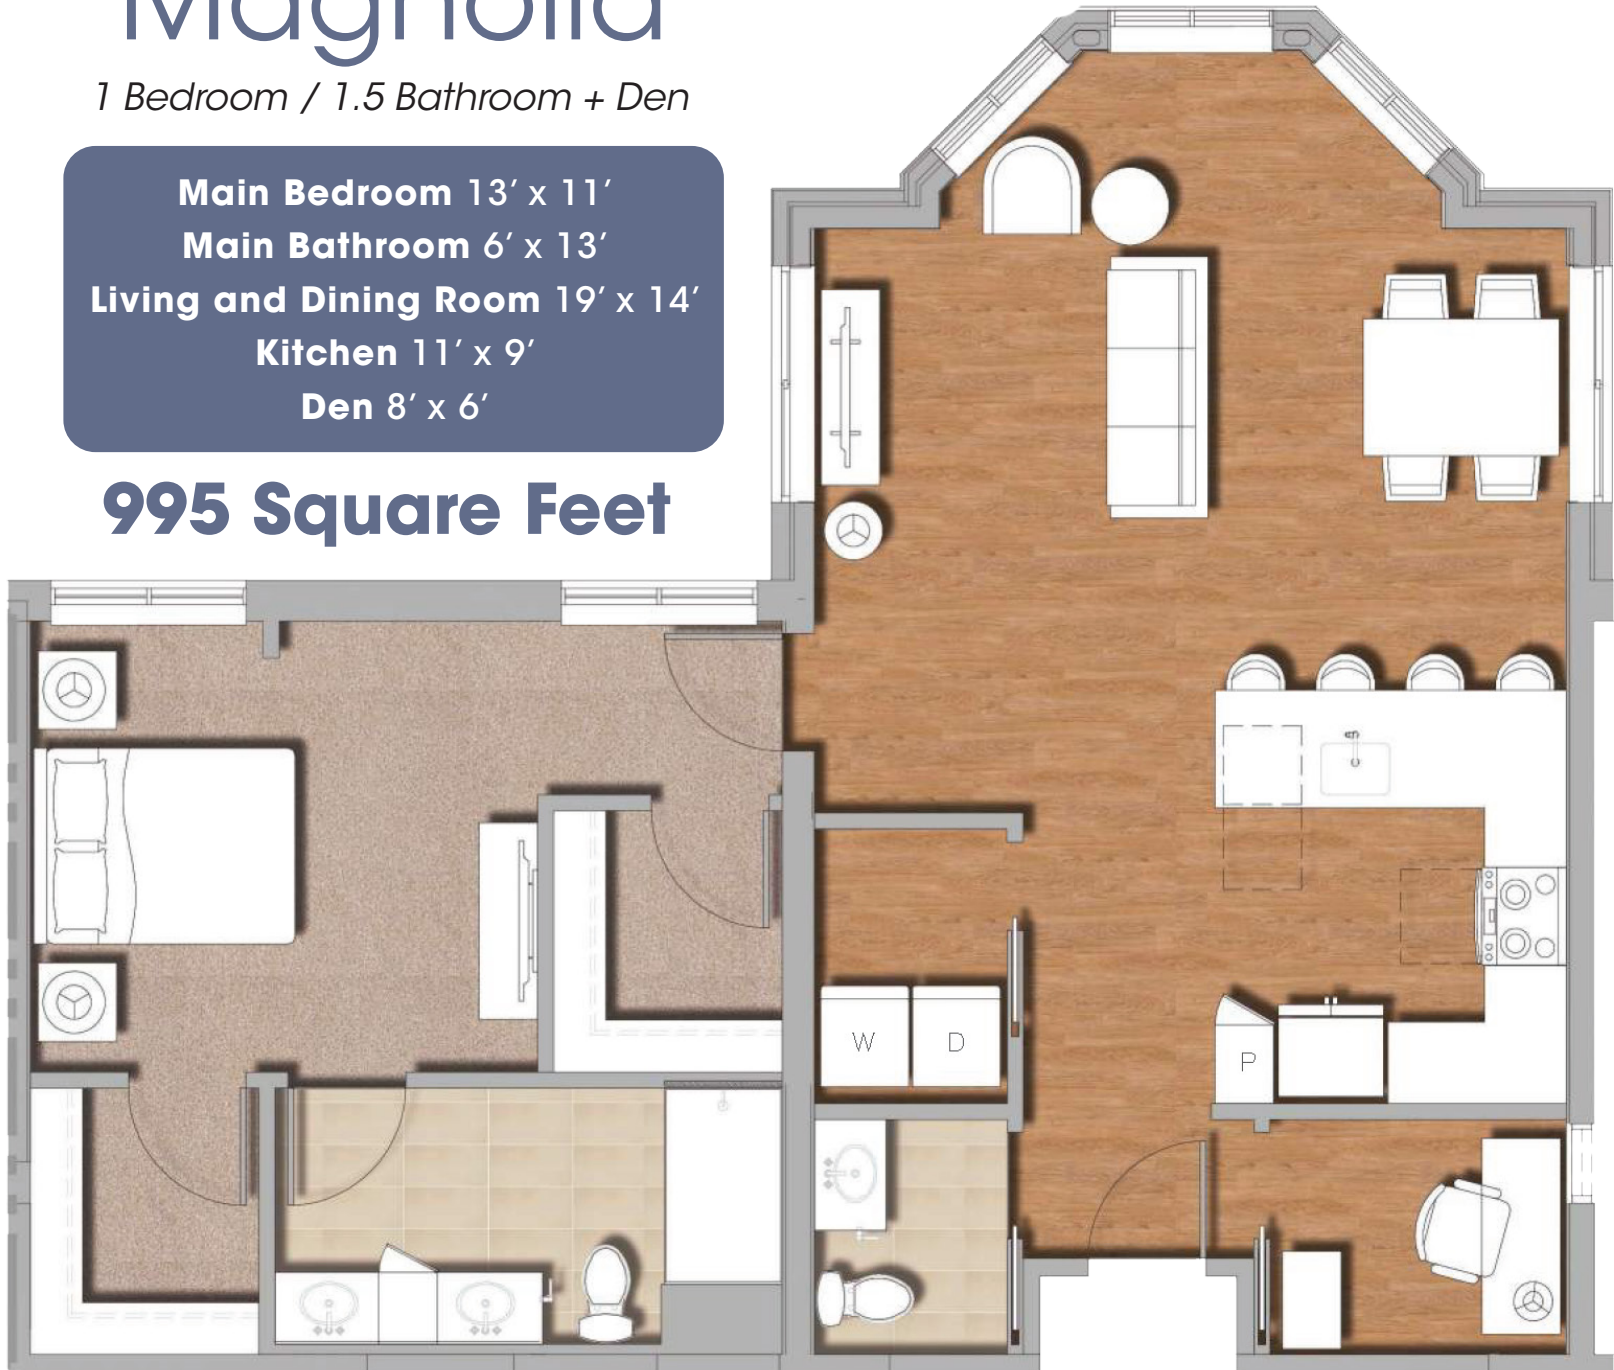 Magnolia
1 Bedroom / 1.5 Bathroom + Den
Main Bedroom 13’ x 11’
Main Bathroom 6’ x 13’
Living and Dining Room 19’ x 14’
Kitchen 11’ x 9’
Den 8’ x 6’
995 Square Feet
W D
P